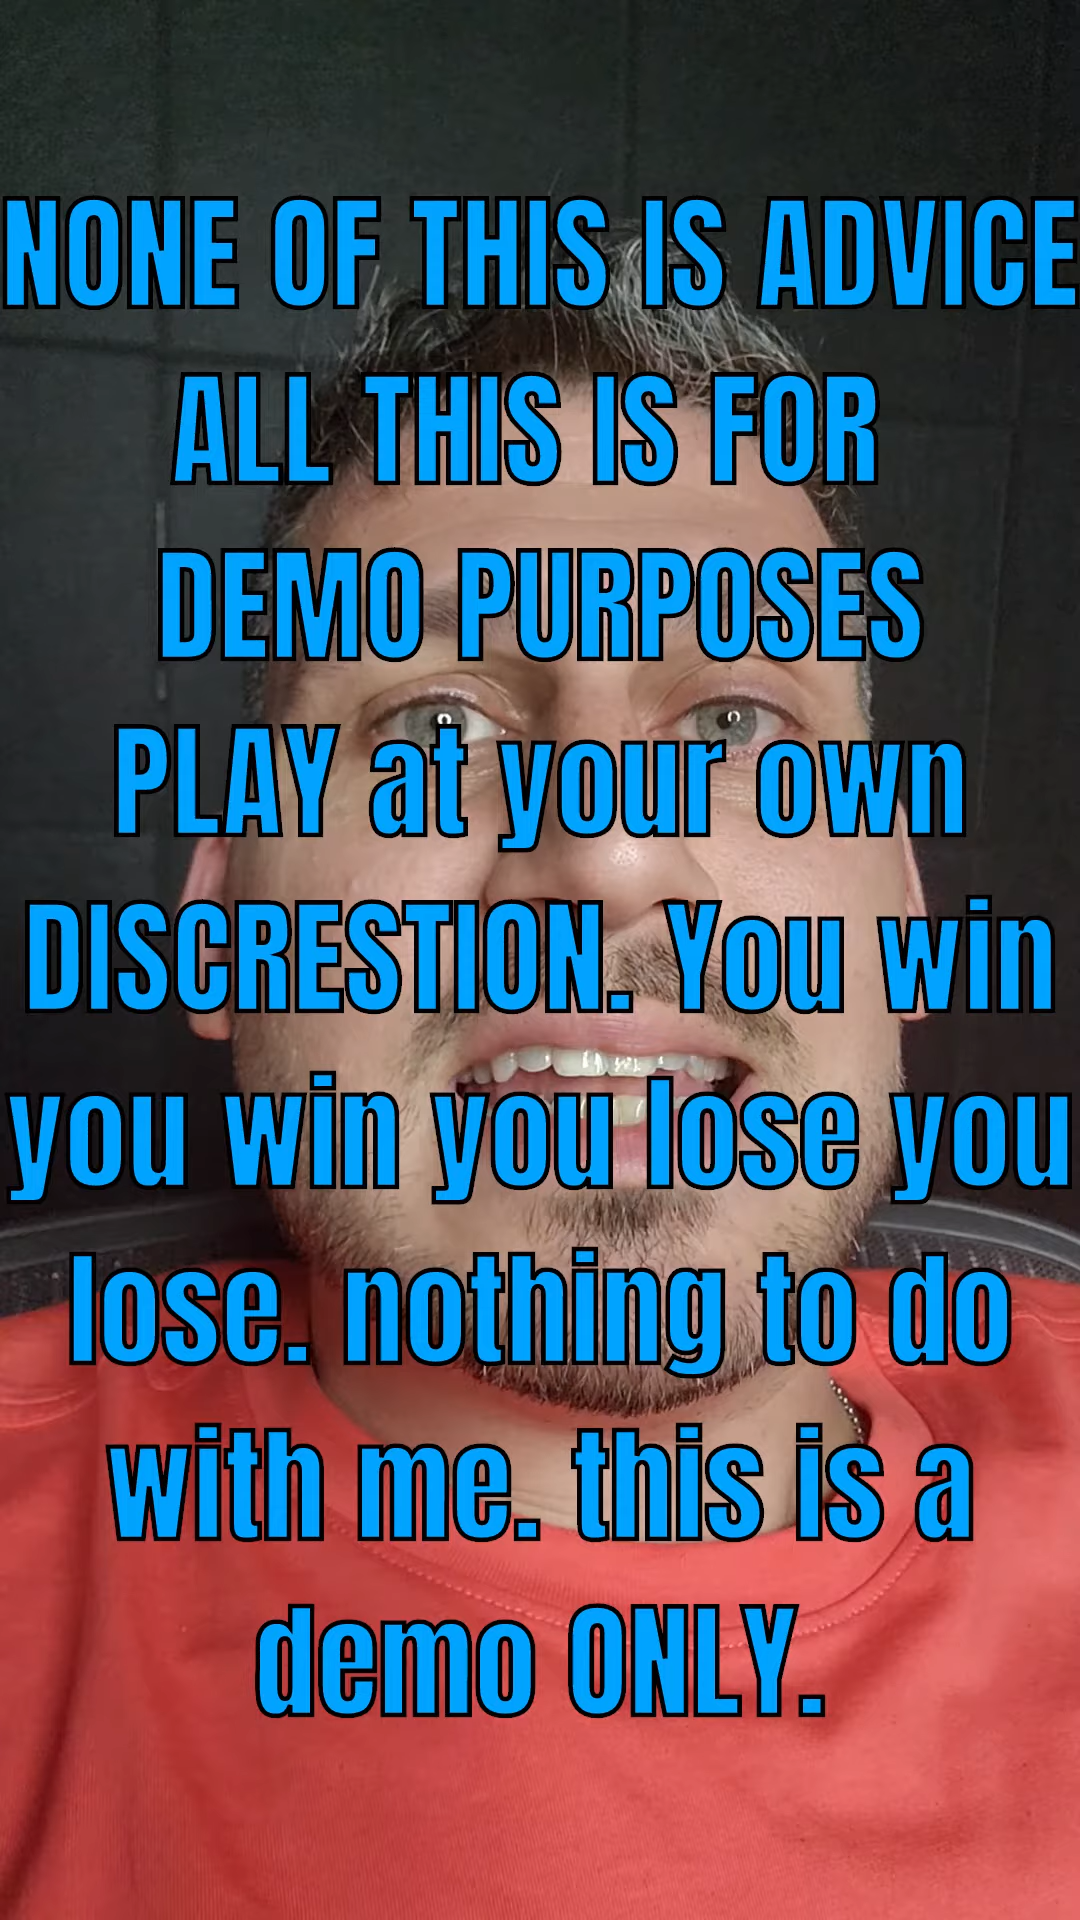 NONE OF THIS IS ADVICE
ALL THIS IS FOR
DEMO PURPOSES
PLAY at your own
DISCRESTION. You win
you win you lose you
lose. nothing to do
with me. this is a
demo ONLY.